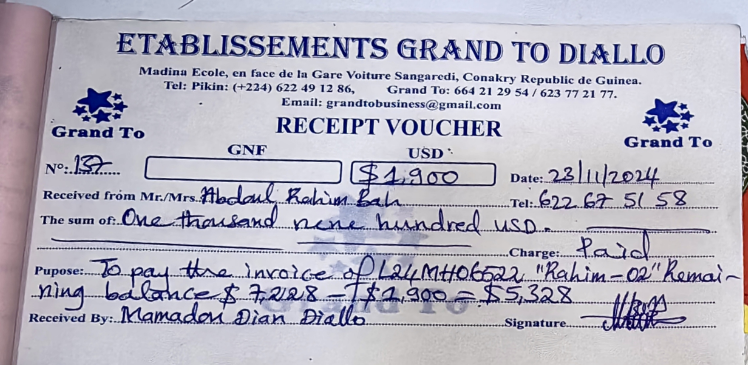 ETABLISSEMENTS GRAND TO DIALLO
Madina Ecole, en face de la Gare Voiture Sangaredi, Conakry Republic de Guinea.
Tel: Pikin: (+224) 622 49 12 86, Grand To: 664 21 29 54 / 623 77 21 77.
Email: grandtobusiness@gmail.com
Grand To
RECEIPT VOUCHER
Grand To
GNF USD
N°: 137 $1,900 Date: 23/11/2024
Received from Mr./Mrs Abdoul Rahim Bah Tel: 622 67 51 58
The sum of: One thousand nine hundred USD.
Charge: Paid
Pupose: To pay the invoice of L24MH06522 "Rahim-02" Remai-
ning balance $7,228 - $1,900 = $5,328
Grand To
Received By: Mamadou Dian Diallo Signature